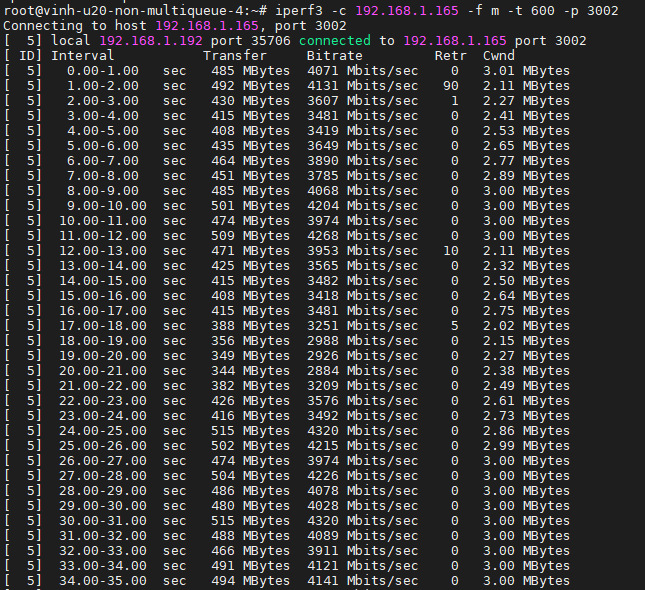 root@vinh-u20-non-multiqueue-4:~# iperf3 -c 192.168.1.165 -f m -t 600 -p 3002
Connecting to host 192.168.1.165, port 3002
[  5] local 192.168.1.192 port 35706 connected to 192.168.1.165 port 3002
[ ID] Interval           Transfer     Bitrate         Retr  Cwnd
[  5]   0.00-1.00   sec   485 MBytes  4071 Mbits/sec    0   3.01 MBytes
[  5]   1.00-2.00   sec   492 MBytes  4131 Mbits/sec   90   2.11 MBytes
[  5]   2.00-3.00   sec   430 MBytes  3607 Mbits/sec    1   2.27 MBytes
[  5]   3.00-4.00   sec   415 MBytes  3481 Mbits/sec    0   2.41 MBytes
[  5]   4.00-5.00   sec   408 MBytes  3419 Mbits/sec    0   2.53 MBytes
[  5]   5.00-6.00   sec   435 MBytes  3649 Mbits/sec    0   2.65 MBytes
[  5]   6.00-7.00   sec   464 MBytes  3890 Mbits/sec    0   2.77 MBytes
[  5]   7.00-8.00   sec   451 MBytes  3785 Mbits/sec    0   2.89 MBytes
[  5]   8.00-9.00   sec   485 MBytes  4068 Mbits/sec    0   3.00 MBytes
[  5]   9.00-10.00  sec   501 MBytes  4204 Mbits/sec    0   3.00 MBytes
[  5]  10.00-11.00  sec   474 MBytes  3974 Mbits/sec    0   3.00 MBytes
[  5]  11.00-12.00  sec   509 MBytes  4268 Mbits/sec    0   3.00 MBytes
[  5]  12.00-13.00  sec   471 MBytes  3953 Mbits/sec   10   2.11 MBytes
[  5]  13.00-14.00  sec   425 MBytes  3565 Mbits/sec    0   2.32 MBytes
[  5]  14.00-15.00  sec   415 MBytes  3482 Mbits/sec    0   2.50 MBytes
[  5]  15.00-16.00  sec   408 MBytes  3418 Mbits/sec    0   2.64 MBytes
[  5]  16.00-17.00  sec   415 MBytes  3481 Mbits/sec    0   2.75 MBytes
[  5]  17.00-18.00  sec   388 MBytes  3251 Mbits/sec    5   2.02 MBytes
[  5]  18.00-19.00  sec   356 MBytes  2988 Mbits/sec    0   2.15 MBytes
[  5]  19.00-20.00  sec   349 MBytes  2926 Mbits/sec    0   2.27 MBytes
[  5]  20.00-21.00  sec   344 MBytes  2884 Mbits/sec    0   2.38 MBytes
[  5]  21.00-22.00  sec   382 MBytes  3209 Mbits/sec    0   2.49 MBytes
[  5]  22.00-23.00  sec   426 MBytes  3576 Mbits/sec    0   2.61 MBytes
[  5]  23.00-24.00  sec   416 MBytes  3492 Mbits/sec    0   2.73 MBytes
[  5]  24.00-25.00  sec   515 MBytes  4320 Mbits/sec    0   2.86 MBytes
[  5]  25.00-26.00  sec   502 MBytes  4215 Mbits/sec    0   2.99 MBytes
[  5]  26.00-27.00  sec   474 MBytes  3974 Mbits/sec    0   3.00 MBytes
[  5]  27.00-28.00  sec   504 MBytes  4226 Mbits/sec    0   3.00 MBytes
[  5]  28.00-29.00  sec   486 MBytes  4078 Mbits/sec    0   3.00 MBytes
[  5]  29.00-30.00  sec   480 MBytes  4028 Mbits/sec    0   3.00 MBytes
[  5]  30.00-31.00  sec   515 MBytes  4320 Mbits/sec    0   3.00 MBytes
[  5]  31.00-32.00  sec   488 MBytes  4089 Mbits/sec    0   3.00 MBytes
[  5]  32.00-33.00  sec   466 MBytes  3911 Mbits/sec    0   3.00 MBytes
[  5]  33.00-34.00  sec   491 MBytes  4121 Mbits/sec    0   3.00 MBytes
[  5]  34.00-35.00  sec   494 MBytes  4141 Mbits/sec    0   3.00 MBytes